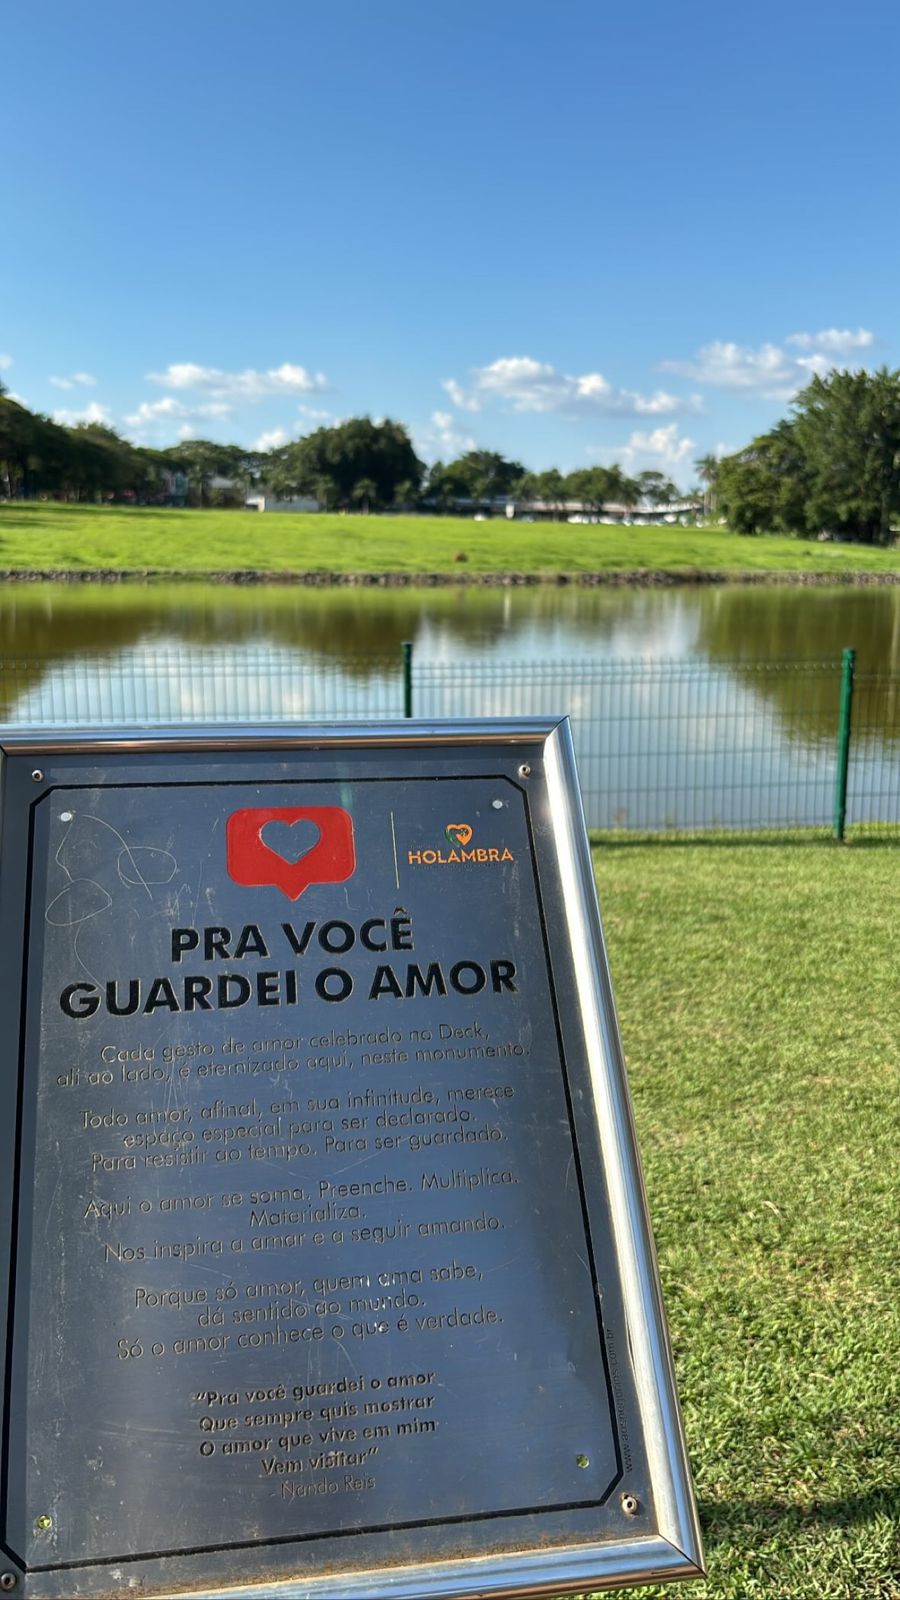 HOLAMBRA
PRA VOCÊ
GUARDEI O AMOR
Cada gesto de amor celebrado no Deck,
ali ao lado, é eternizado aqui, neste monumento.
Todo amor, afinal, em sua infinitude, merece
espaço especial para ser declarado.
Para resistir ao tempo. Para ser guardado.
Aqui o amor se soma. Preenche. Multiplica.
Materializa.
Nos inspira a amar e a seguir amando.
Porque só amor, quem ama sabe,
dá sentido ao mundo.
Só o amor conhece o que é verdade.
"Pra você guardei o amor
Que sempre quis mostrar
O amor que vive em mim
Vem visitar"
- Nando Reis